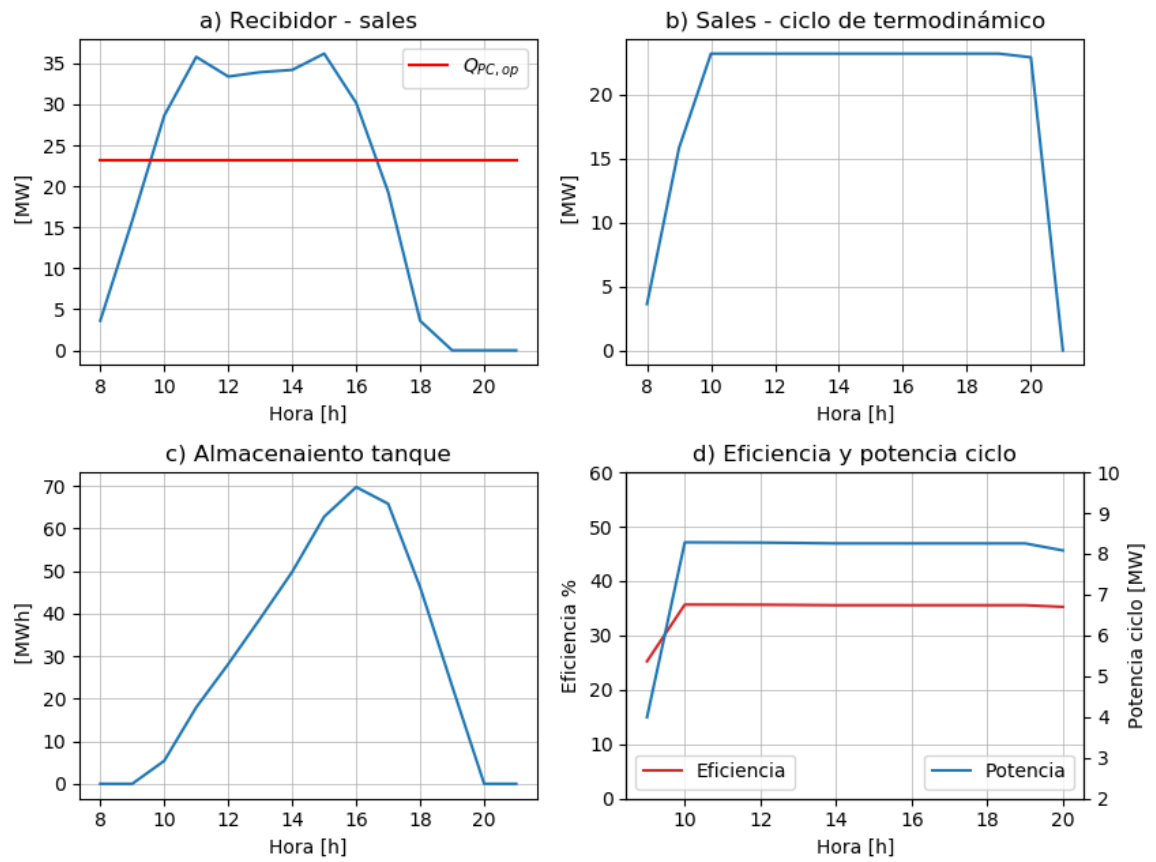 a) Recibidor - sales
35
30
25
20
15
10
5
0
[MW]
Q_PC, op
8 10 12 14 16 18 20
Hora [h]
b) Sales - ciclo de termodinámico
20
15
10
5
0
[MW]
8 10 12 14 16 18 20
Hora [h]
c) Almacenaiento tanque
70
60
50
40
30
20
10
0
[MWh]
8 10 12 14 16 18 20
Hora [h]
d) Eficiencia y potencia ciclo
60
50
40
30
20
10
0
Eficiencia %
Eficiencia
Potencia
10
9
8
7
6
5
4
3
2
Potencia ciclo [MW]
10 12 14 16 18 20
Hora [h]